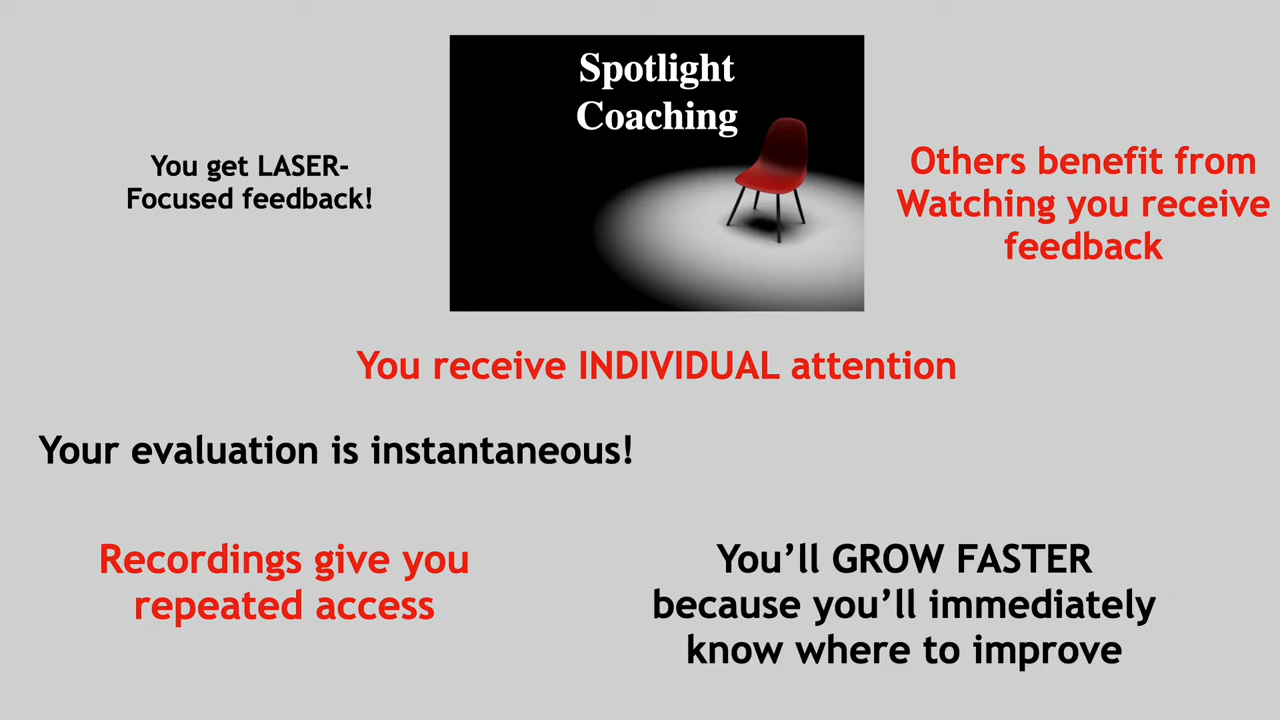 Spotlight
Coaching
You get LASER-
Focused feedback!
Others benefit from
Watching you receive
feedback
You receive INDIVIDUAL attention
Your evaluation is instantaneous!
Recordings give you
repeated access
You’ll GROW FASTER
because you’ll immediately
know where to improve